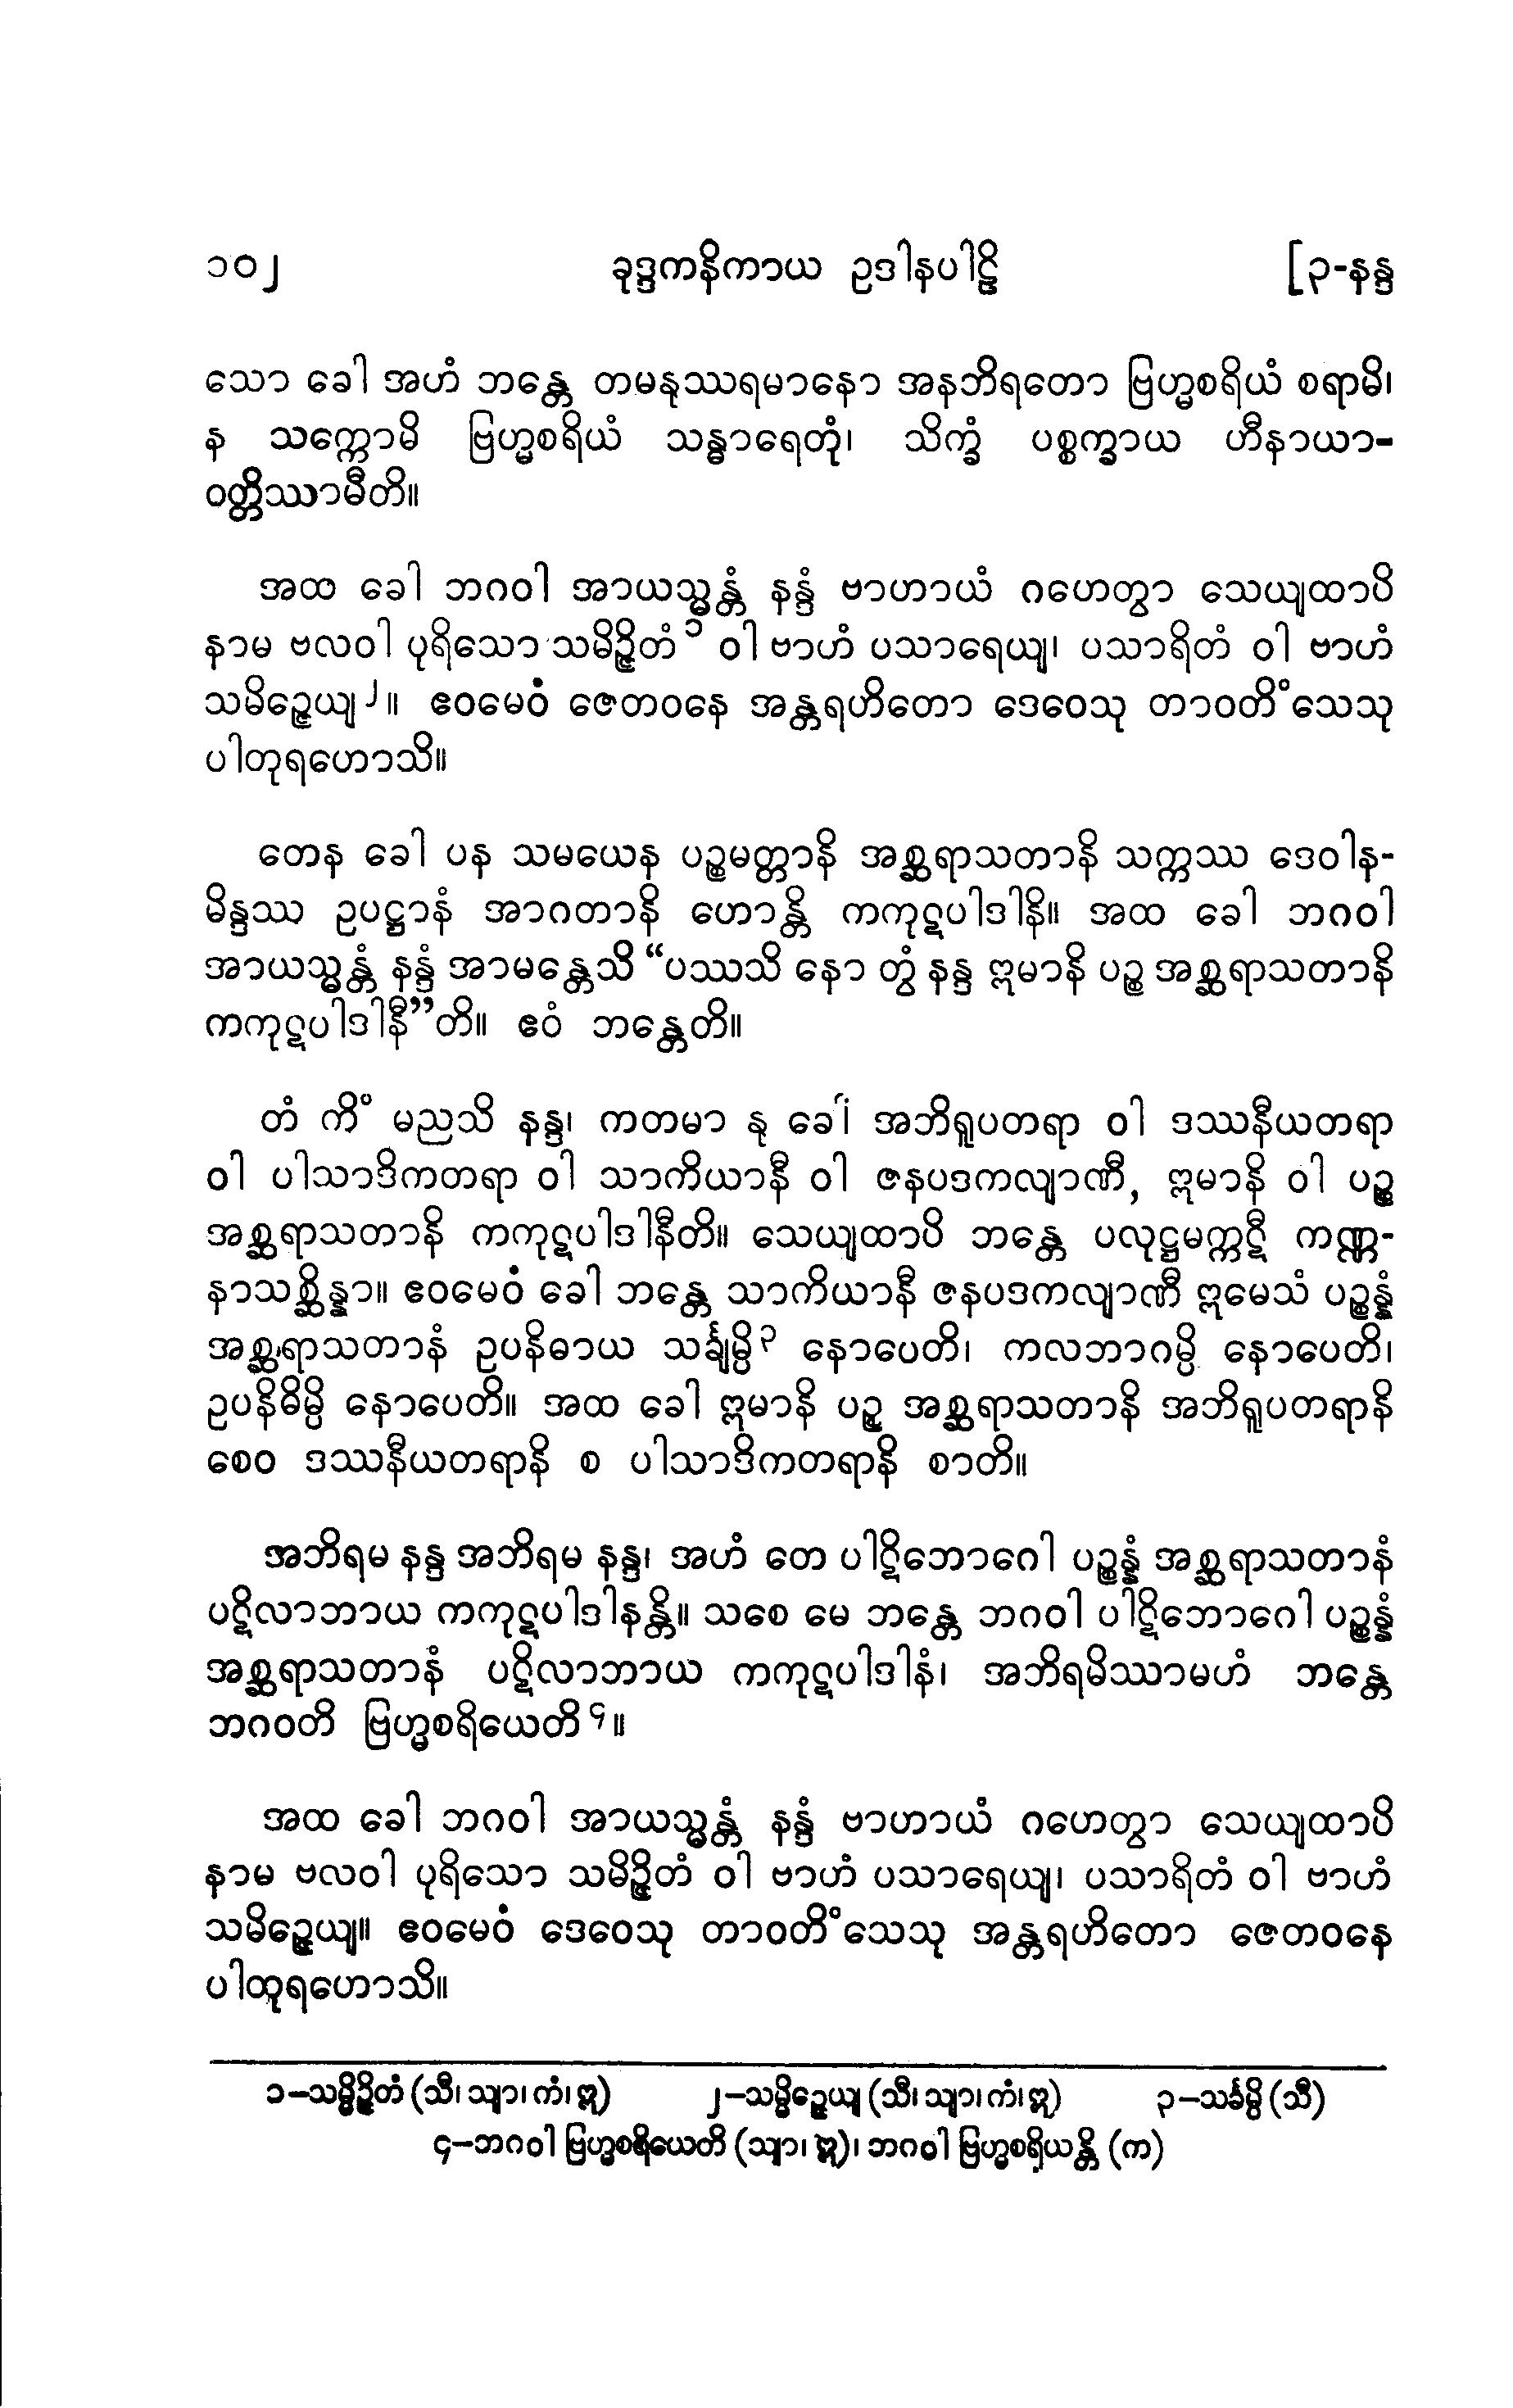 ၁၀၂ ခုဒ္ဒကနိကာယ ဥဒါနပါဠိ [၃-နန္ဒ
သော ခေါ အဟံ ဘန္တေ တမနုဿရမာနော အနဘိရတော ဗြဟ္မစရိယံ စရာမိ၊
န သက္ကောမိ ဗြဟ္မစရိယံ သန္ဓာရေတုံ၊ သိက္ခံ ပစ္စက္ခာယ ဟီနာယာ-
ဝတ္တိဿာမီတိ။
အထ ခေါ ဘဂဝါ အာယသ္မန္တံ နန္ဒံ ဗာဟာယံ ဂဟေတွာ သေယျထာပိ
နာမ ဗလဝါ ပုရိသော သမိဉ္ဇိတံ ၁ ဝါ ဗာဟံ ပသာရေယျ၊ ပသာရိတံ ဝါ ဗာဟံ
သမိဉ္ဇေယျ ၂။ ဧဝမေဝံ ဇေတဝနေ အန္တရဟိတော ဒေဝေသု တာဝတိံသေသု
ပါတုရဟောသိ။
တေန ခေါ ပန သမယေန ပဉ္စမတ္တာနိ အစ္ဆရာသတာနိ သက္ကဿ ဒေဝါန-
မိန္ဒဿ ဥပဋ္ဌာနံ အာဂတာနိ ဟောန္တိ ကကုဋပါဒါနိ။ အထ ခေါ ဘဂဝါ
အာယသ္မန္တံ နန္ဒံ အာမန္တေသိ “ပဿသိ နော တွံ နန္ဒ ဣမာနိ ပဉ္စ အစ္ဆရာသတာနိ
ကကုဋပါဒါနီ”တိ။ ဧဝံ ဘန္တေတိ။
တံ ကိံ မညသိ နန္ဒ၊ ကတမာ နု ခေါ အဘိရူပတရာ ဝါ ဒဿနီယတရာ
ဝါ ပါသာဒိကတရာ ဝါ သာကိယာနီ ဝါ ဇနပဒကလျာဏီ, ဣမာနိ ဝါ ပဉ္စ
အစ္ဆရာသတာနိ ကကုဋပါဒါနီတိ။ သေယျထာပိ ဘန္တေ ပလုဋ္ဌမက္ကဋီ ကဏ္ဏ-
နာသစ္ဆိန္နာ။ ဧဝမေဝံ ခေါ ဘန္တေ သာကိယာနီ ဇနပဒကလျာဏီ ဣမေသံ ပဉ္စန္နံ
အစ္ဆရာသတာနံ ဥပနိဓာယ သင်္ချမ္ပိ ၃ နောပေတိ၊ ကလဘာဂမ္ပိ နောပေတိ၊
ဥပနိဓိမ္ပိ နောပေတိ။ အထ ခေါ ဣမာနိ ပဉ္စ အစ္ဆရာသတာနိ အဘိရူပတရာနိ
စေဝ ဒဿနီယတရာနိ စ ပါသာဒိကတရာနိ စာတိ။
အဘိရမ နန္ဒ အဘိရမ နန္ဒ၊ အဟံ တေ ပါဋိဘောဂေါ ပဉ္စန္နံ အစ္ဆရာသတာနံ
ပဋိလာဘာယ ကကုဋပါဒါနန္တိ။ သစေ မေ ဘန္တေ ဘဂဝါ ပါဋိဘောဂေါ ပဉ္စန္နံ
အစ္ဆရာသတာနံ ပဋိလာဘာယ ကကုဋပါဒါနံ၊ အဘိရမိဿာမဟံ ဘန္တေ
ဘဂဝတိ ဗြဟ္မစရိယေတိ ၄။
အထ ခေါ ဘဂဝါ အာယသ္မန္တံ နန္ဒံ ဗာဟာယံ ဂဟေတွာ သေယျထာပိ
နာမ ဗလဝါ ပုရိသော သမိဉ္ဇိတံ ဝါ ဗာဟံ ပသာရေယျ၊ ပသာရိတံ ဝါ ဗာဟံ
သမိဉ္ဇေယျ။ ဧဝမေဝံ ဒေဝေသု တာဝတိံသေသု အန္တရဟိတော ဇေတဝနေ
ပါတုရဟောသိ။
၁-သမ္မိဉ္ဇိတံ (သီ၊ သျာ၊ ကံ၊ ဣ) ၂-သမ္မိဉ္ဇေယျ (သီ၊ သျာ၊ ကံ၊ ဣ) ၃-သင်္ခမ္ပိ (သီ)
၄-ဘဂဝါ ဗြဟ္မစရိယေတိ (သျာ၊ ဣ)၊ ဘဂဝါ ဗြဟ္မစရိယန္တိ (က)